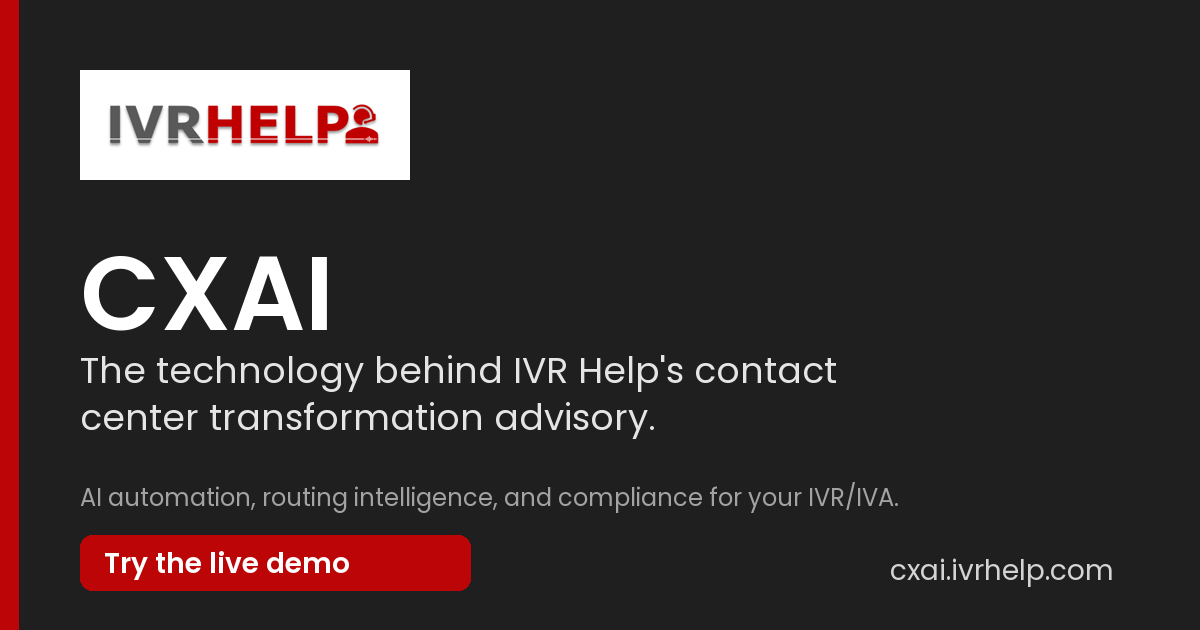 IVRHELP
CXAI
The technology behind IVR Help's contact
center transformation advisory.
AI automation, routing intelligence, and compliance for your IVR/IVA.
Try the live demo
cxai.ivrhelp.com